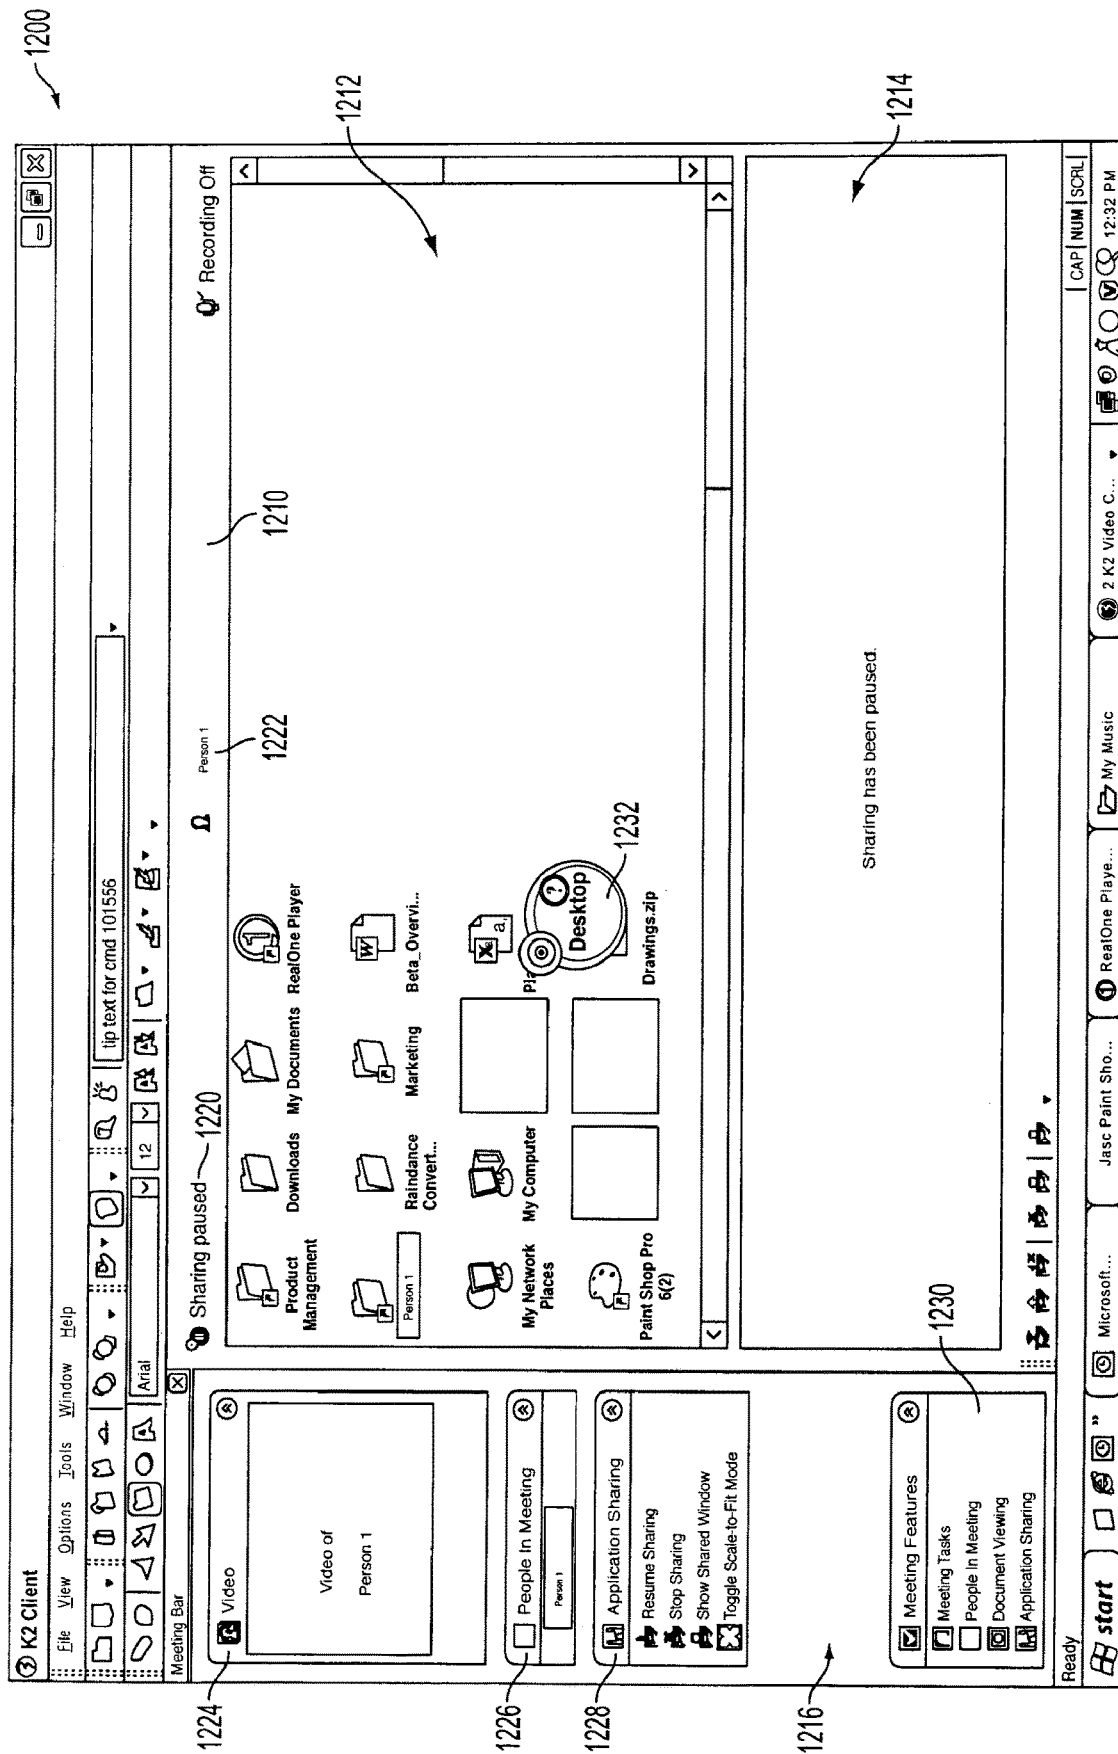 1200
K2 Client
File View Options Tools Window Help
tip text for cmd 101556
Arial
12
Meeting Bar
Sharing paused
1220
Person 1
1222
1210
Recording Off
1224
Video
Video of
Person 1
1226
People In Meeting
Person 1
1228
Application Sharing
Resume Sharing
Stop Sharing
Show Shared Window
Toggle Scale-to-Fit Mode
1216
Meeting Features
Meeting Tasks
People In Meeting
Document Viewing
Application Sharing
1230
Product
Management
Downloads
My Documents
RealOne Player
Person 1
Raindance
Convert...
Marketing
Beta_Overvi...
My Network
Places
My Computer
Pla
Desktop
Paint Shop Pro
6(2)
Drawings.zip
1232
1212
Sharing has been paused.
1214
Ready
CAP NUM SCRL
start
Microsoft...
Jasc Paint Sho...
RealOne Playe...
My Music
2 K2 Video C...
12:32 PM